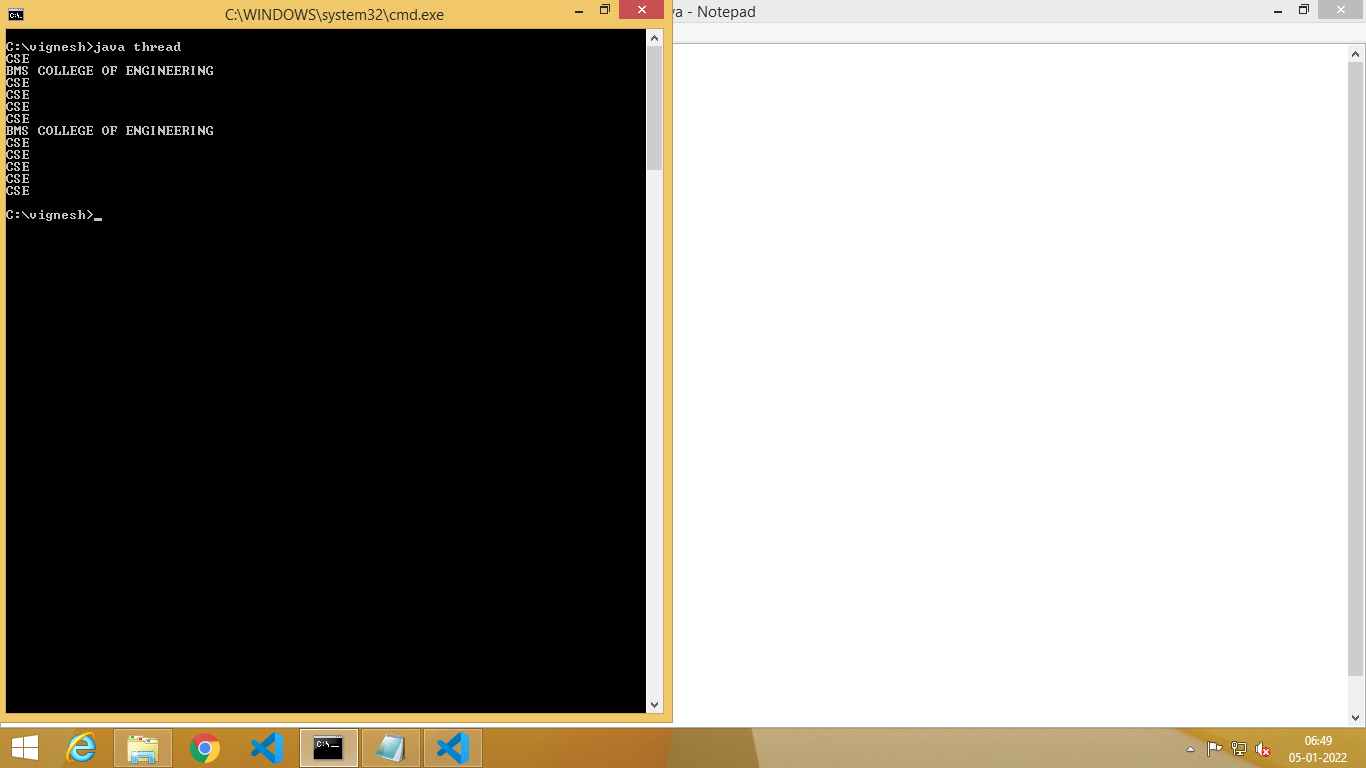 C:\WINDOWS\system32\cmd.exe
va - Notepad
C:\vignesh>java thread
CSE
BMS COLLEGE OF ENGINEERING
CSE
CSE
CSE
CSE
BMS COLLEGE OF ENGINEERING
CSE
CSE
CSE
CSE
CSE
C:\vignesh>_
06:49
05-01-2022